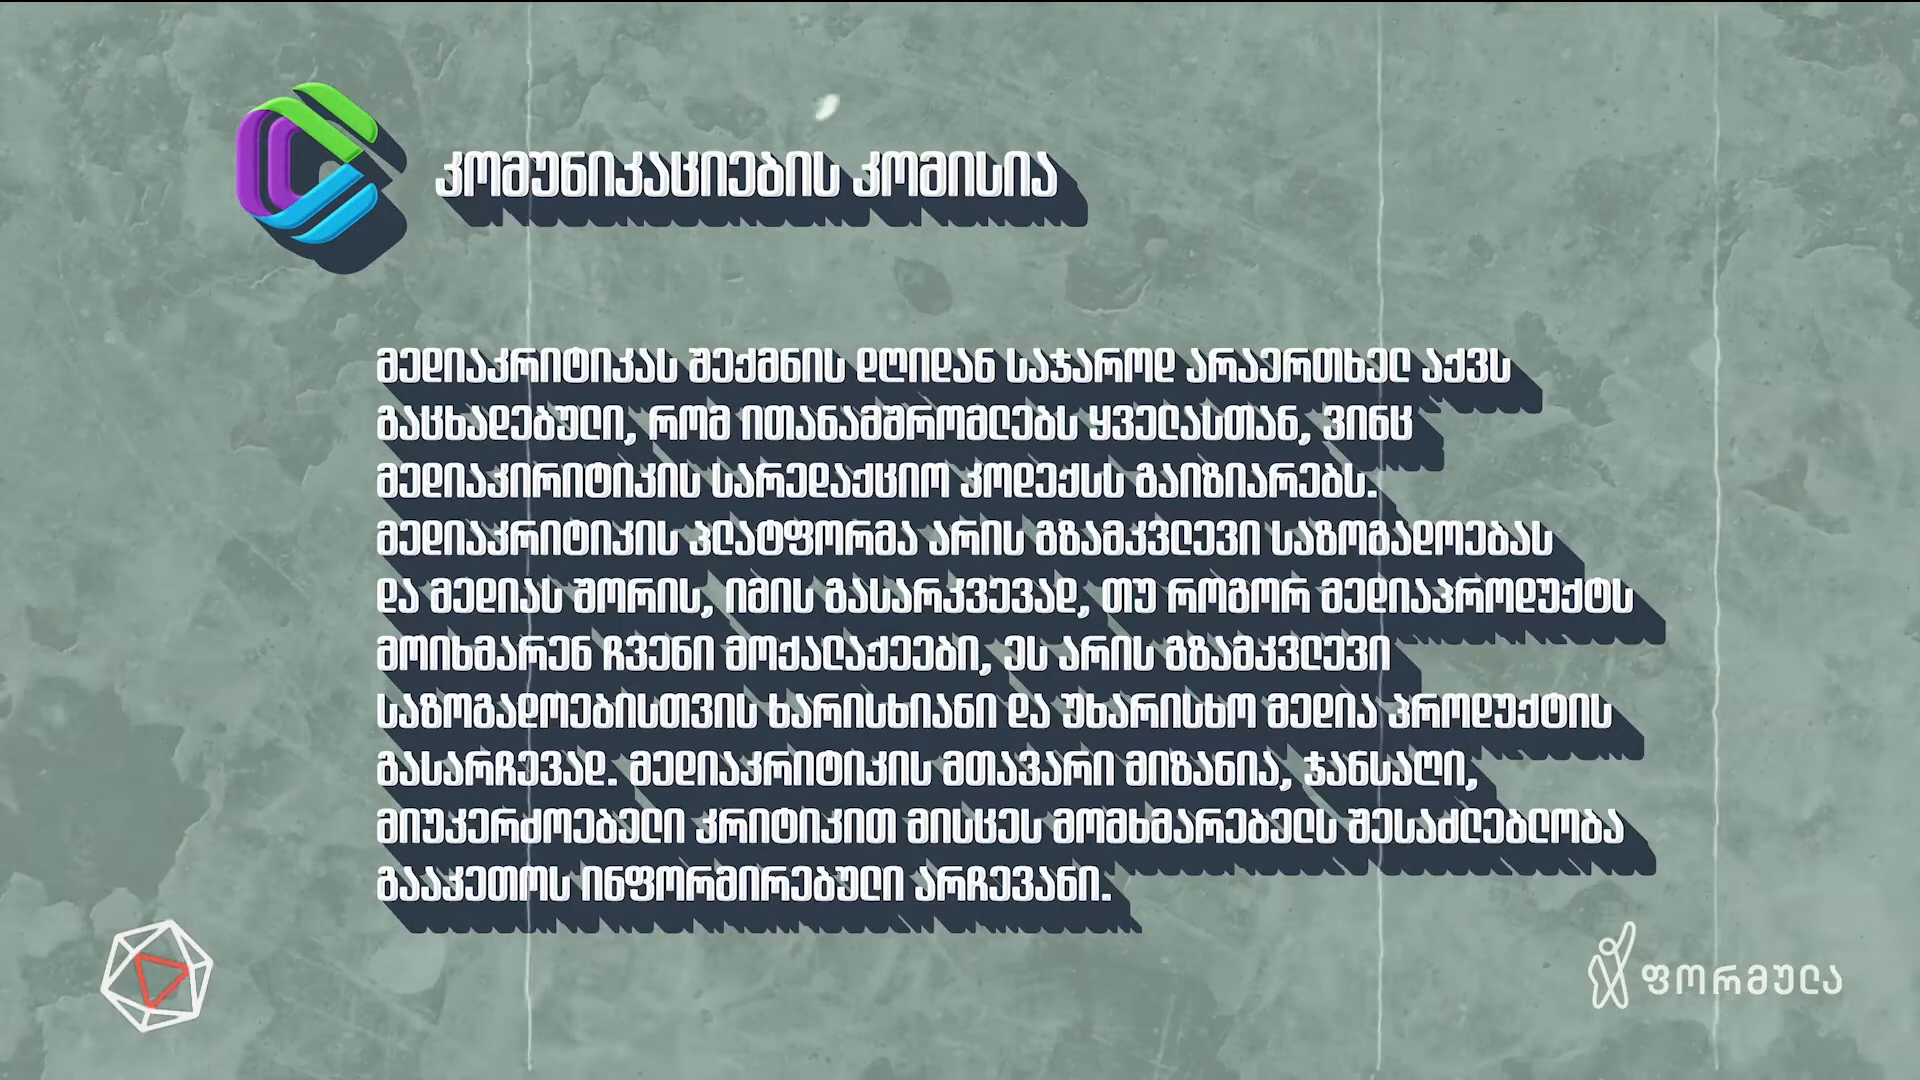 კომუნიკაციების კომისია
მედიაკრიტიკას შექმნის დღიდან საჯაროდ არაერთხელ აქვს
გაცხადებული, რომ ითანამშრომლებს ყველასთან, ვინც
მედიაკირიტიკის სარედაქციო კოდექსს გაიზიარებს.
მედიაკრიტიკის პლატფორმა არის გზამკვლევი საზოგადოებას
და მედიას შორის, იმის გასარკვევად, თუ როგორ მედიაპროდუქტს
მოიხმარენ ჩვენი მოქალაქეები, ეს არის გზამკვლევი
საზოგადოებისთვის ხარისხიანი და უხარისხო მედია პროდუქტის
გასარჩევად. მედიაკრიტიკის მთავარი მიზანია, ჯანსაღი,
მიუკერძოებელი კრიტიკით მისცეს მომხმარებელს შესაძლებლობა
გააკეთოს ინფორმირებული არჩევანი.
ფორმულა